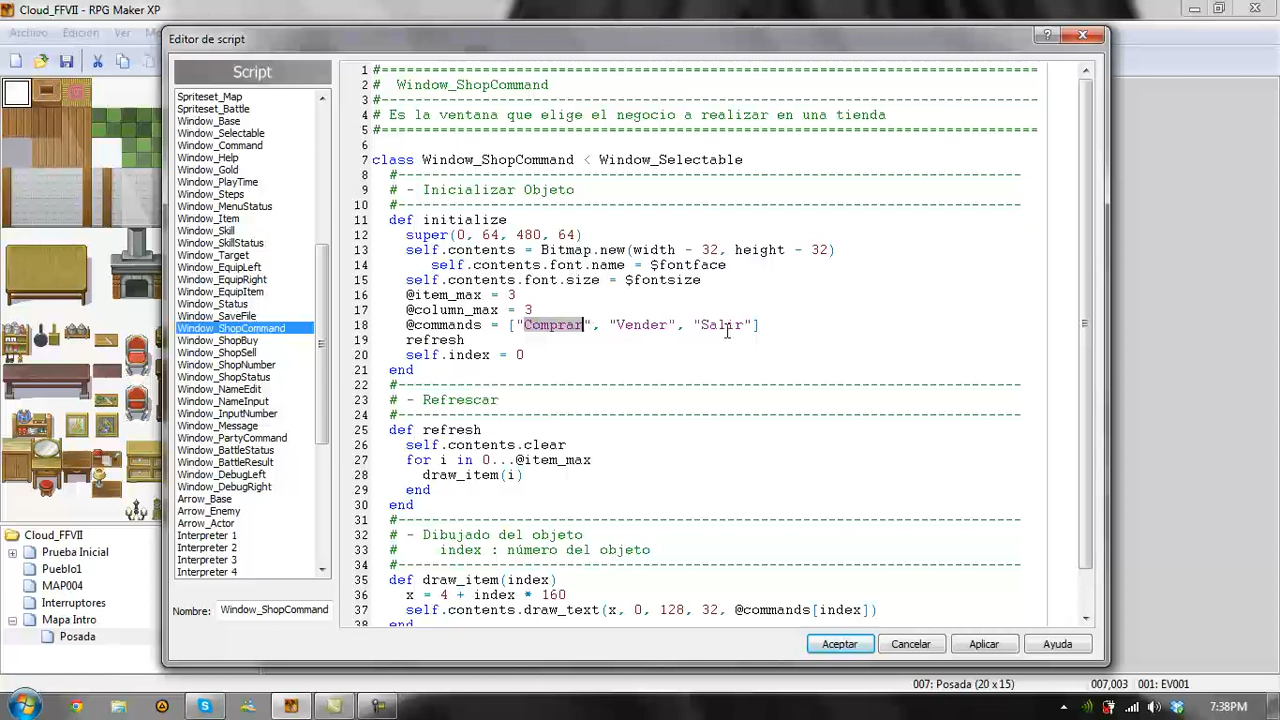 Cloud_FFVII - RPG Maker XP
Archivo Edición Ver
Editor de script
Script
Spriteset_Map
Spriteset_Battle
Window_Base
Window_Selectable
Window_Command
Window_Help
Window_Gold
Window_PlayTime
Window_Steps
Window_MenuStatus
Window_Item
Window_Skill
Window_SkillStatus
Window_Target
Window_EquipLeft
Window_EquipRight
Window_EquipItem
Window_Status
Window_SaveFile
Window_ShopCommand
Window_ShopBuy
Window_ShopSell
Window_ShopNumber
Window_ShopStatus
Window_NameEdit
Window_NameInput
Window_InputNumber
Window_Message
Window_PartyCommand
Window_BattleStatus
Window_BattleResult
Window_DebugLeft
Window_DebugRight
Arrow_Base
Arrow_Enemy
Arrow_Actor
Interpreter 1
Interpreter 2
Interpreter 3
Interpreter 4
Nombre: Window_ShopCommand
1 #==============================================================================
2 # Window_ShopCommand
3 #------------------------------------------------------------------------------
4 # Es la ventana que elige el negocio a realizar en una tienda
5 #==============================================================================
6
7 class Window_ShopCommand < Window_Selectable
8 #--------------------------------------------------------------------------
9 # - Inicializar Objeto
10 #--------------------------------------------------------------------------
11 def initialize
12 super(0, 64, 480, 64)
13 self.contents = Bitmap.new(width - 32, height - 32)
14 self.contents.font.name = $fontface
15 self.contents.font.size = $fontsize
16 @item_max = 3
17 @column_max = 3
18 @commands = ["Comprar", "Vender", "Salir"]
19 refresh
20 self.index = 0
21 end
22 #--------------------------------------------------------------------------
23 # - Refrescar
24 #--------------------------------------------------------------------------
25 def refresh
26 self.contents.clear
27 for i in 0...@item_max
28 draw_item(i)
29 end
30 end
31 #--------------------------------------------------------------------------
32 # - Dibujado del objeto
33 # index : número del objeto
34 #--------------------------------------------------------------------------
35 def draw_item(index)
36 x = 4 + index * 160
37 self.contents.draw_text(x, 0, 128, 32, @commands[index])
38 end
Aceptar Cancelar Aplicar Ayuda
Cloud_FFVII
Prueba Inicial
Pueblo1
MAP004
Interruptores
Mapa Intro
Posada
007: Posada (20 x 15) 007,003 001: EV001
7:38PM